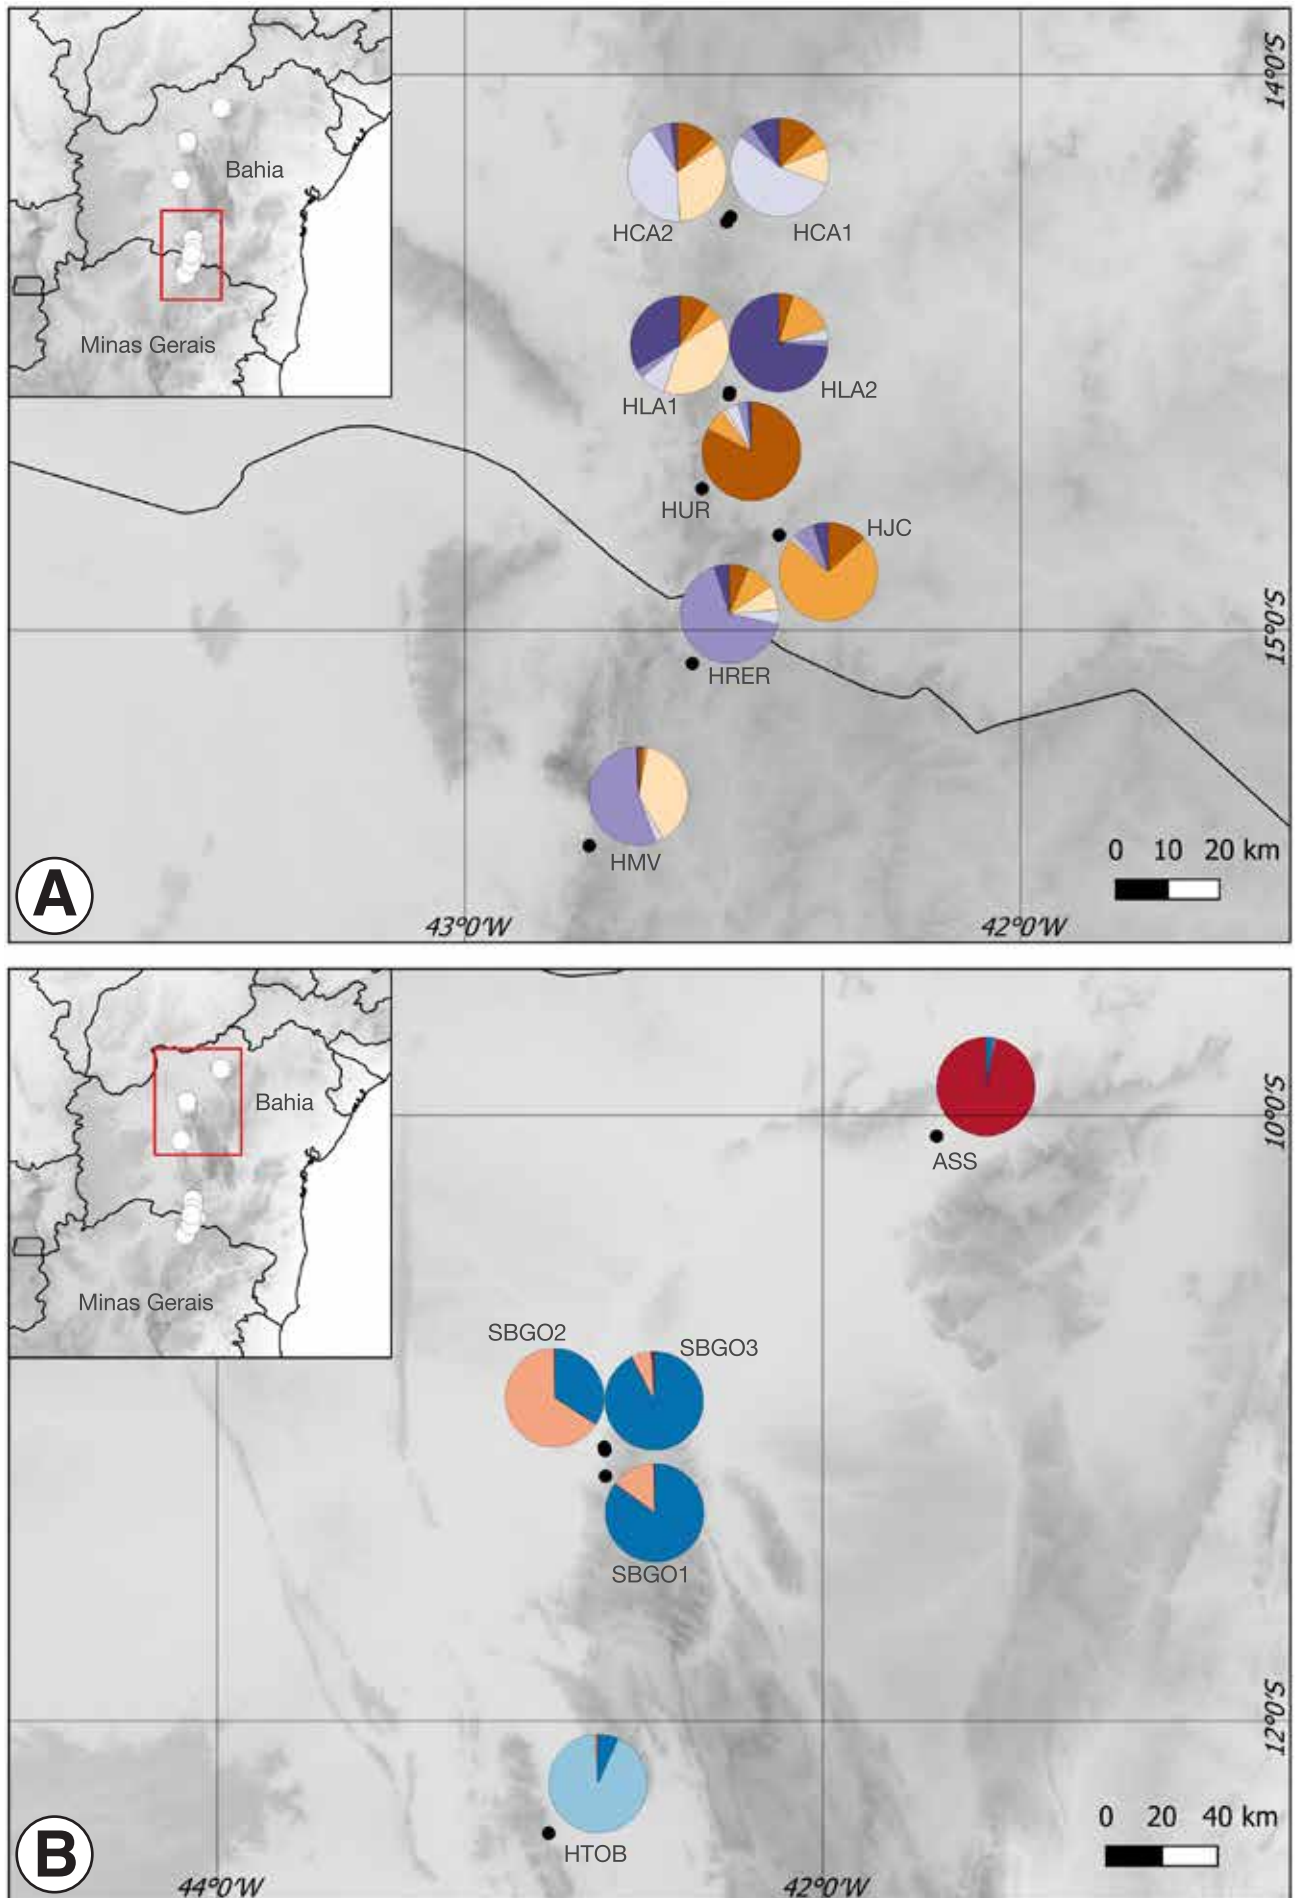 14°0'S
Bahia
HCA2
HCA1
Minas Gerais
HLA1
HLA2
HUR
HJC
15°0'S
HRER
HMV
0 10 20 km
A
43°0'W
42°0'W
10°0'S
Bahia
ASS
Minas Gerais
SBGO2
SBGO3
SBGO1
12°0'S
0 20 40 km
HTOB
B
44°0'W
42°0'W